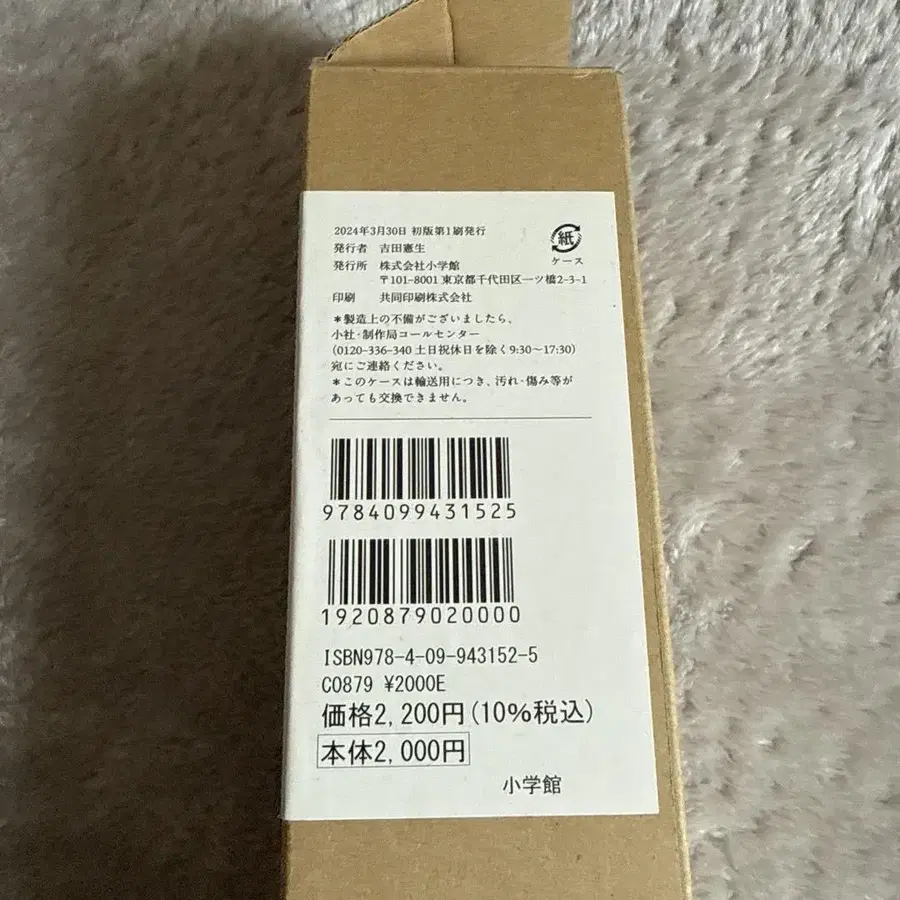 2024年3月30日 初版第1刷発行
発行者 吉田憲生
発行所 株式会社小学館
〒101-8001 東京都千代田区一ツ橋2-3-1
印刷 共同印刷株式会社
紙
ケース
＊製造上の不備がございましたら、
小社・制作局コールセンター
(0120-336-340 土日祝休日を除く9:30〜17:30)
宛にご連絡ください。
＊このケースは輸送用につき、汚れ・傷み等が
あっても交換できません。
9784099431525
1920879020000
ISBN978-4-09-943152-5
C0879 ¥2000E
価格2,200円(10%税込)
本体2,000円
小学館